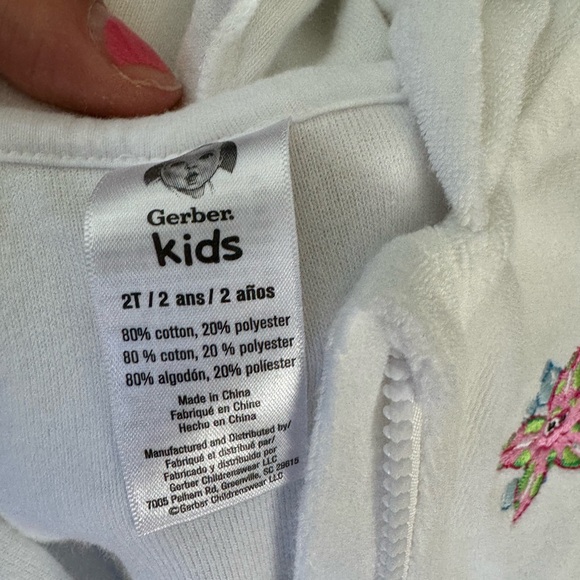 Gerber.
kids
2T / 2 ans / 2 años
80% cotton, 20% polyester
80 % coton, 20 % polyester
80% algodón, 20% poliéster
Made in China
Fabriqué en Chine
Hecho en China
Manufactured and Distributed by/
Fabriqué et distribué par/
Fabricado y distribuido por
Gerber Childrenswear LLC
7005 Pelham Rd, Greenville, SC 29615
©Gerber Childrenswear LLC